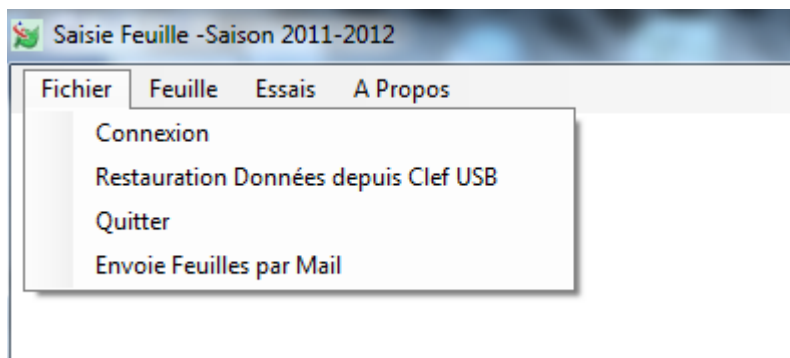 Saisie Feuille -Saison 2011-2012
Fichier Feuille Essais A Propos
Connexion
Restauration Données depuis Clef USB
Quitter
Envoie Feuilles par Mail